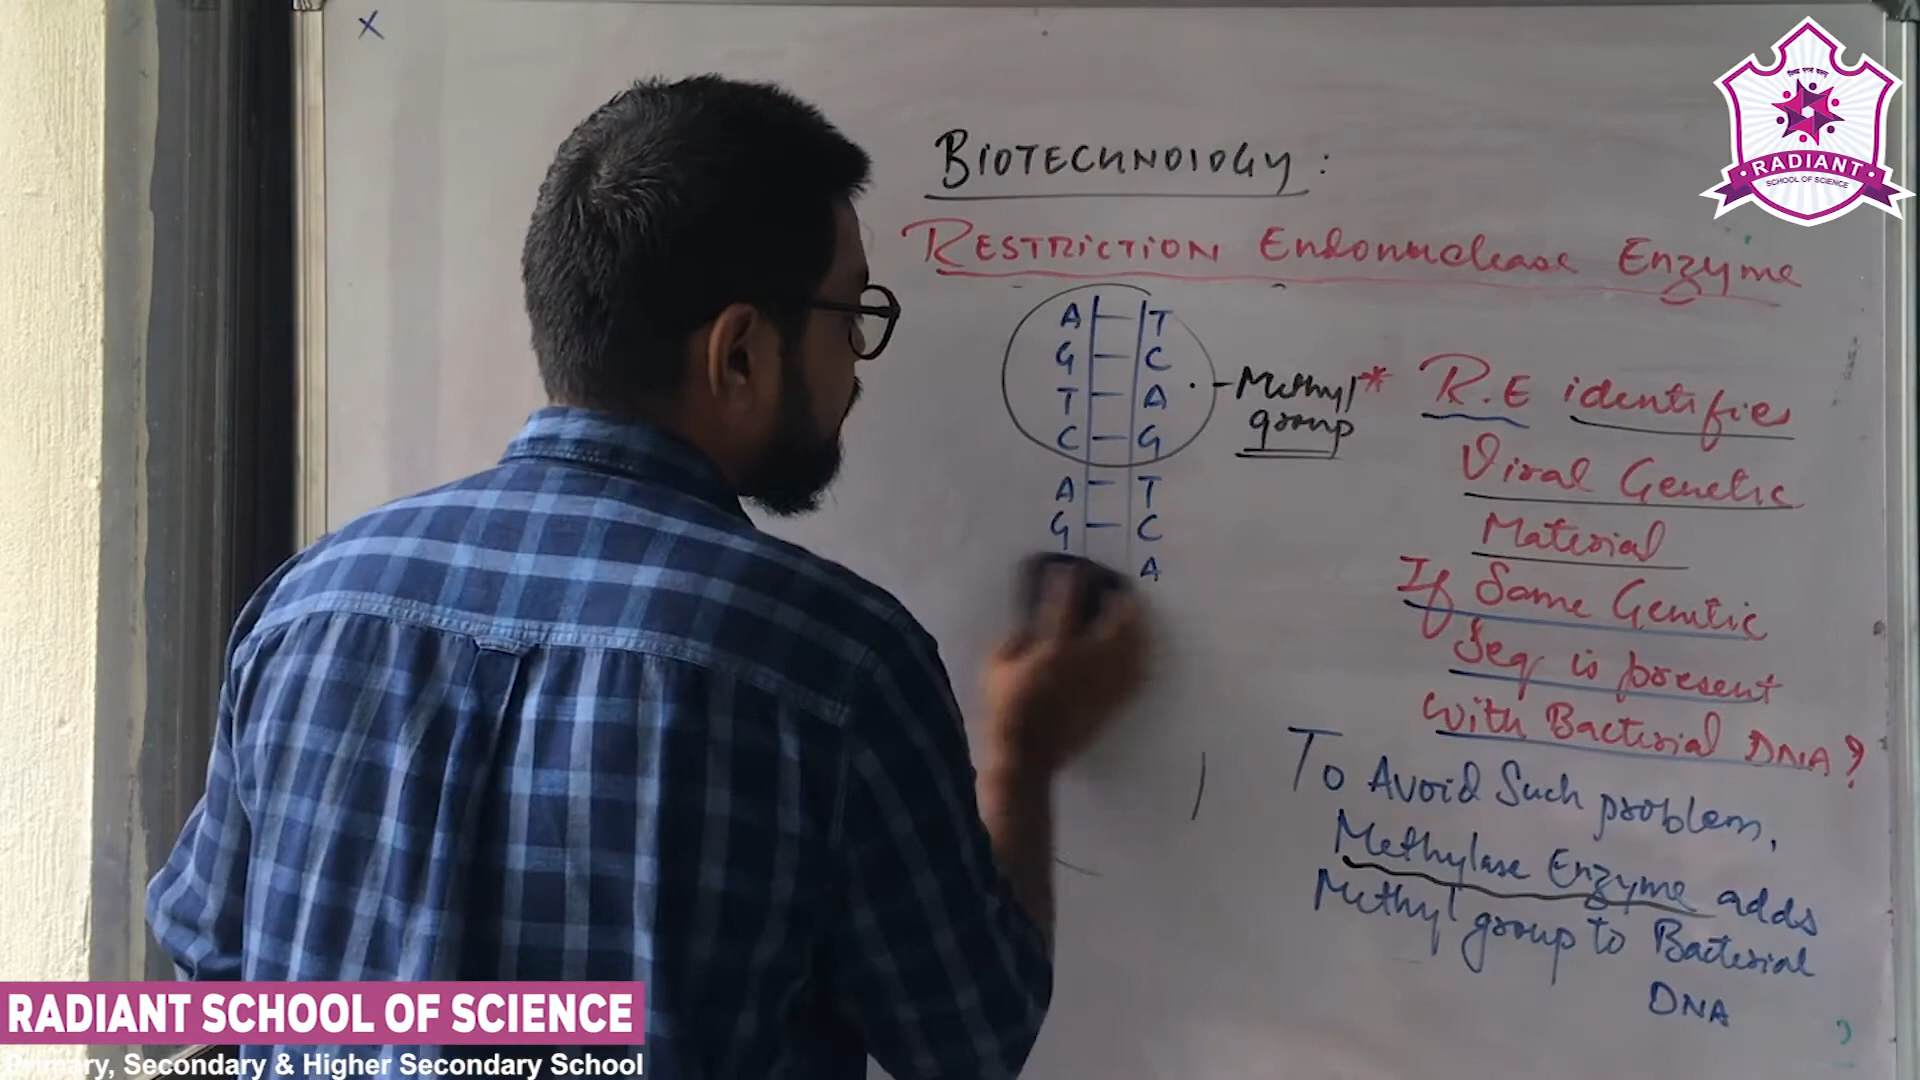 x
BIOTECHNOlOGY :
RESTRICTION Endonuclease Enzyme
A T
G C
T A
C G
A T
G C
A
Methyl
group
* R.E identifies
Viral Genetic
Material
If Same Genetic
Seq is present
with Bacterial DNA ?
To Avoid Such problem,
Methylase Enzyme adds
Methyl group to Bacterial
DNA
RADIANT
SCHOOL OF SCIENCE
RADIANT SCHOOL OF SCIENCE
Primary, Secondary & Higher Secondary School